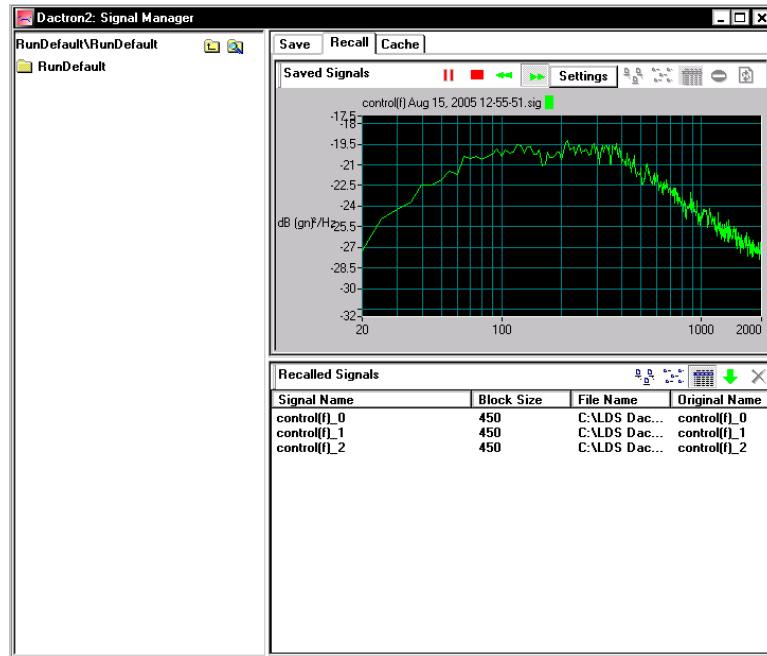 Dactron2: Signal Manager
RunDefault\RunDefault
RunDefault
Save Recall Cache
Saved Signals
Settings
control(f) Aug 15, 2005 12-55-51.sig
-17.5
-18
-19.5
-21
-22.5
-24
dB (gn)²/Hz
-25.5
-27
-28.5
-30
-32
20 100 1000 2000
Recalled Signals
Signal Name Block Size File Name Original Name
control(f)_0 450 C:\LDS Dac... control(f)_0
control(f)_1 450 C:\LDS Dac... control(f)_1
control(f)_2 450 C:\LDS Dac... control(f)_2